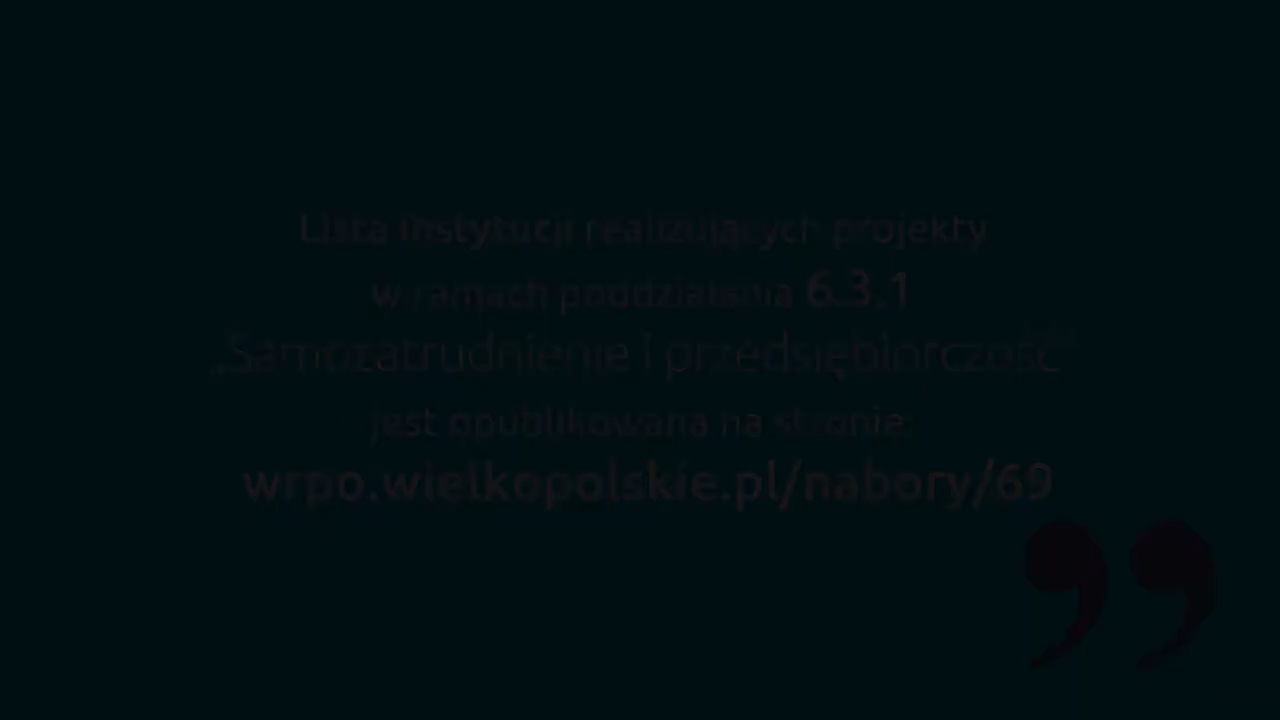 Lista instytucji realizujących projekty
w ramach poddziałania 6.3.1
„Samozatrudnienie i przedsiębiorczość”
jest opublikowana na stronie:
wrpo.wielkopolskie.pl/nabory/69